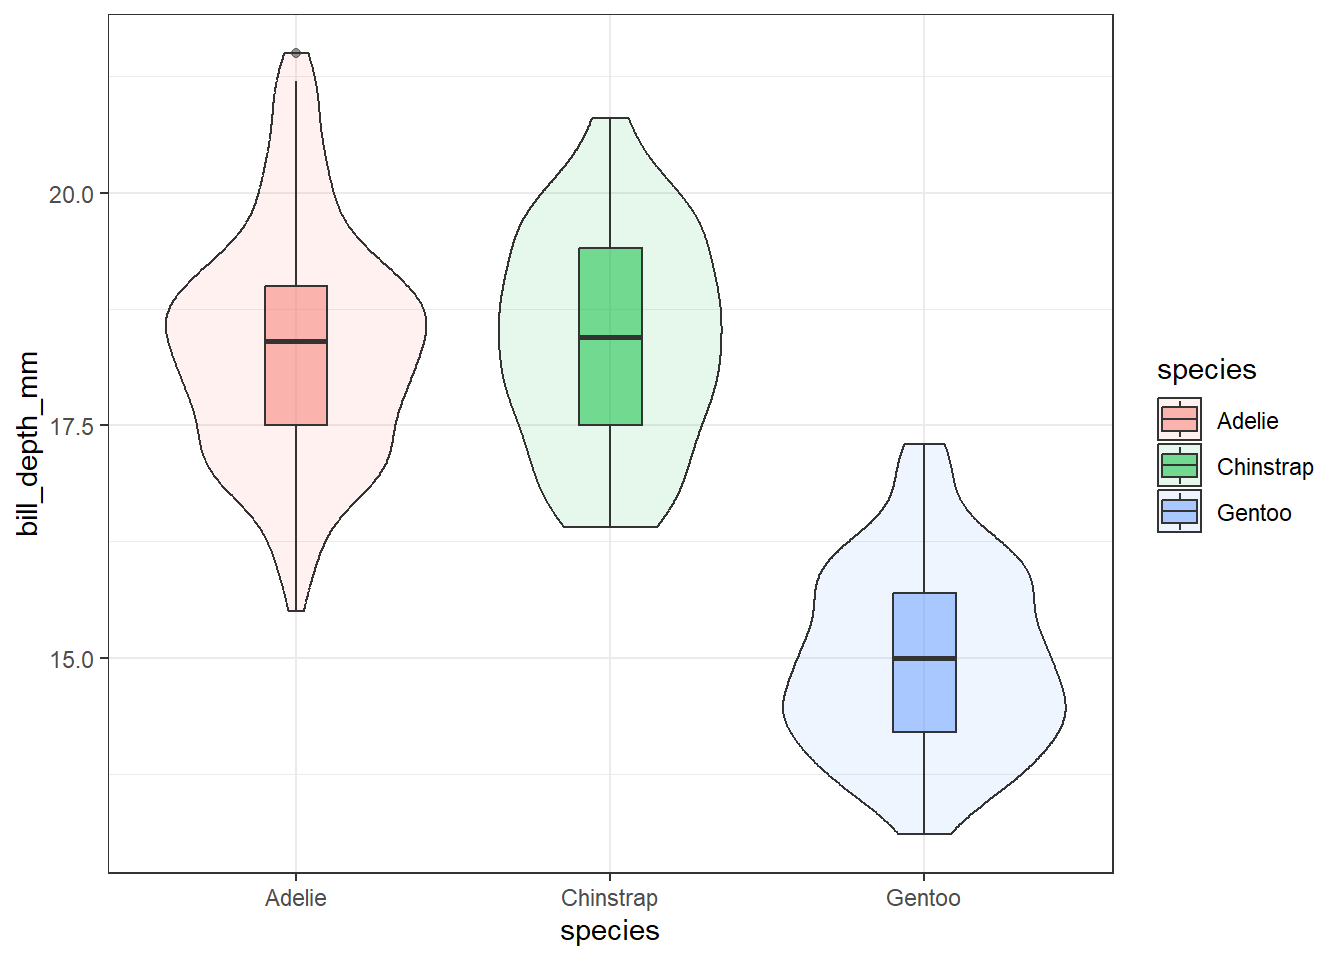 bill_depth_mm
20.0
17.5
15.0
Adelie Chinstrap Gentoo
species
species
Adelie
Chinstrap
Gentoo